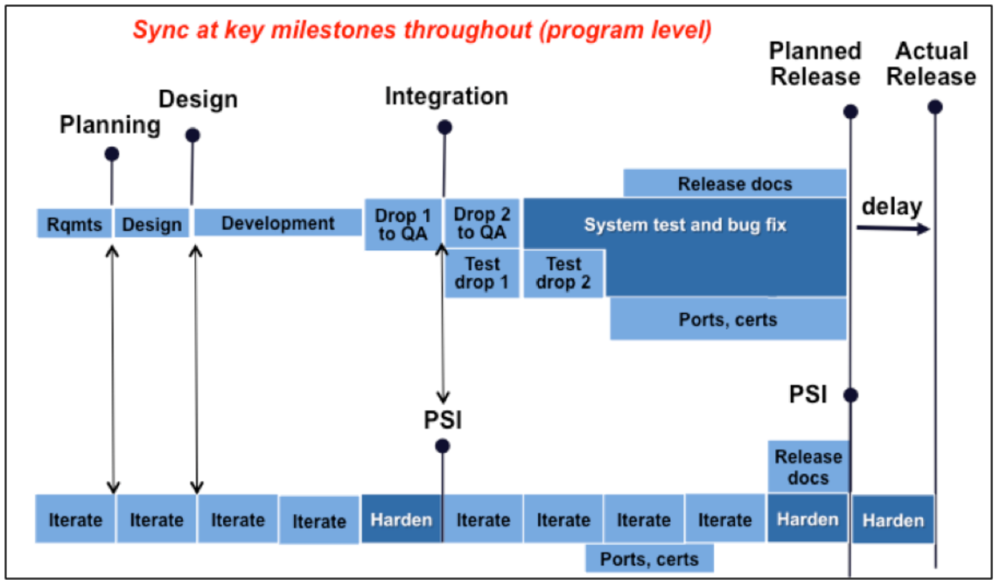 Sync at key milestones throughout (program level)
Planned
Release
Actual
Release
Integration
Design
Planning
Release docs
Rqmts
Design
Development
Drop 1
to QA
Drop 2
to QA
System test and bug fix
delay
Test
drop 1
Test
drop 2
Ports, certs
PSI
PSI
Release
docs
Iterate
Iterate
Iterate
Iterate
Harden
Iterate
Iterate
Iterate
Iterate
Harden
Harden
Ports, certs